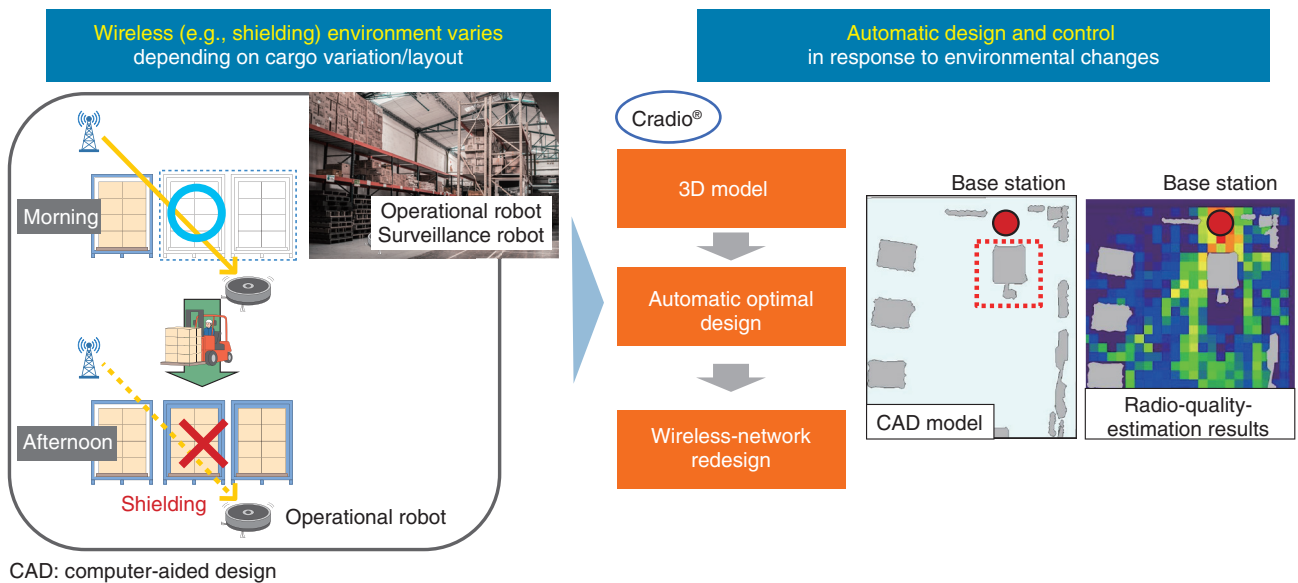 Wireless (e.g., shielding) environment varies
depending on cargo variation/layout
Automatic design and control
in response to environmental changes
Morning
Operational robot
Surveillance robot
Afternoon
Shielding
Operational robot
Cradio®
3D model
Automatic optimal
design
Wireless-network
redesign
Base station
CAD model
Base station
Radio-quality-
estimation results
CAD: computer-aided design